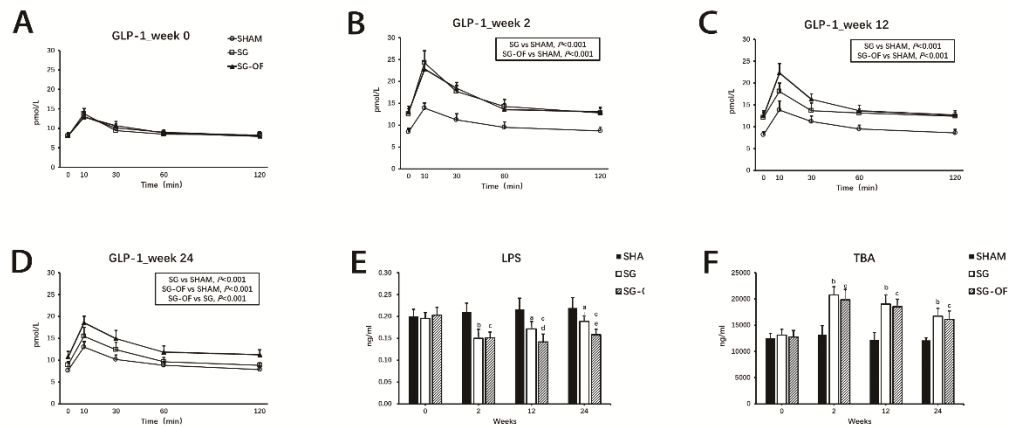 A
GLP-1_week 0
SHAM
SG
SG-OF
pmol/L
30
25
20
15
10
5
0
0 10 30 60 120
Time (min)
B
GLP-1_week 2
SG vs SHAM, P<0.001
SG-OF vs SHAM, P<0.001
pmol/L
30
25
20
15
10
5
0
0 10 30 60 120
Time (min)
C
GLP-1_week 12
SG vs SHAM, P<0.001
SG-OF vs SHAM, P<0.001
pmol/L
30
25
20
15
10
5
0
0 10 30 60 120
Time (min)
D
GLP-1_week 24
SG vs SHAM, P<0.001
SG-OF vs SHAM, P<0.001
SG-OF vs SG, P<0.001
pmol/L
30
25
20
15
10
5
0
0 10 30 60 120
Time (min)
E
LPS
SHA
SG
SG-(
ng/ml
0.30
0.25
0.20
0.15
0.10
0.05
0.00
b c
a c
d
a c
e
0 2 12 24
Weeks
F
TBA
SHAM
SG
SG-OF
ng/ml
25000
20000
15000
10000
5000
0
b c
b c
b c
0 2 12 24
Weeks